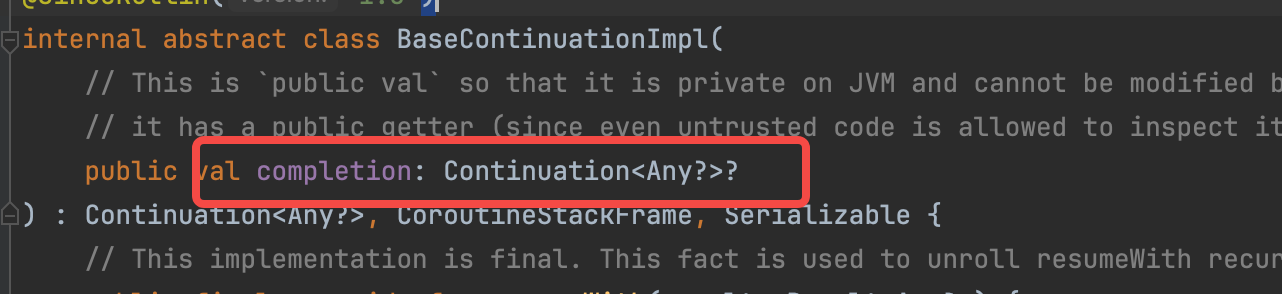 internal abstract class BaseContinuationImpl(
// This is `public val` so that it is private on JVM and cannot be modified b
// it has a public getter (since even untrusted code is allowed to inspect it
public val completion: Continuation<Any?>?
) : Continuation<Any?>, CoroutineStackFrame, Serializable {
// This implementation is final. This fact is used to unroll resumeWith recur